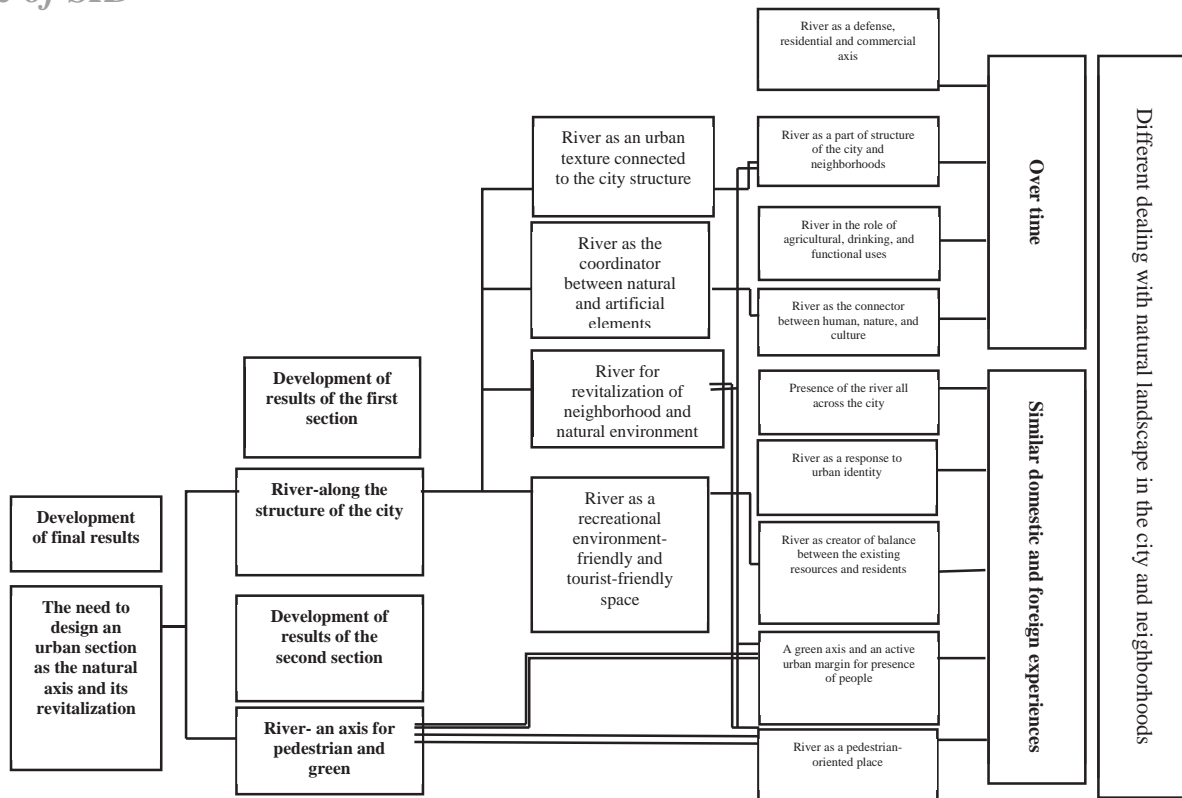 of SID
Development
of final results
The need to
design an
urban section
as the natural
axis and its
revitalization
Development of
results of the first
section
River-along the
structure of the city
Development of
results of the
second section
River- an axis for
pedestrian and
green
River as an urban
texture connected
to the city structure
River as the
coordinator
between natural
and artificial
elements
River for
revitalization of
neighborhood and
natural environment
River as a
recreational
environment-
friendly and
tourist-friendly
space
River as a defense,
residential and commercial
axis
River as a part of structure
of the city and
neighborhoods
River in the role of
agricultural, drinking, and
functional uses
River as the connector
between human, nature, and
culture
Presence of the river all
across the city
River as a response to
urban identity
River as creator of balance
between the existing
resources and residents
A green axis and an active
urban margin for presence
of people
River as a pedestrian-
oriented place
Over time
Similar domestic and foreign experiences
Different dealing with natural landscape in the city and neighborhoods